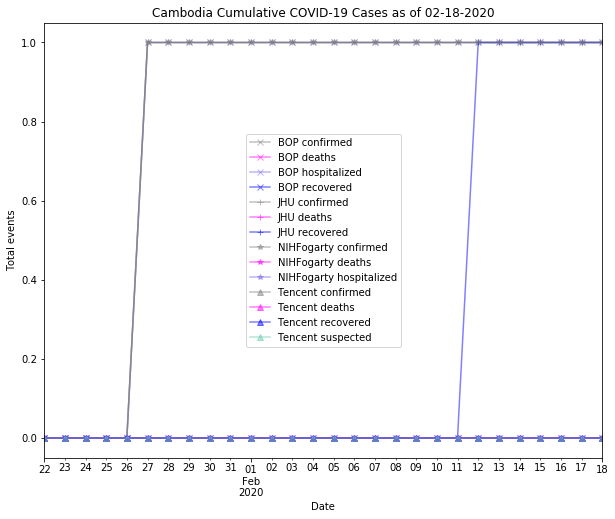 Cambodia Cumulative COVID-19 Cases as of 02-18-2020
1.0
0.8
0.6
0.4
0.2
0.0
Total events
BOP confirmed
BOP deaths
BOP hospitalized
BOP recovered
JHU confirmed
JHU deaths
JHU recovered
NIHFogarty confirmed
NIHFogarty deaths
NIHFogarty hospitalized
Tencent confirmed
Tencent deaths
Tencent recovered
Tencent suspected
22 23 24 25 26 27 28 29 30 31 01 02 03 04 05 06 07 08 09 10 11 12 13 14 15 16 17 18
Feb
2020
Date